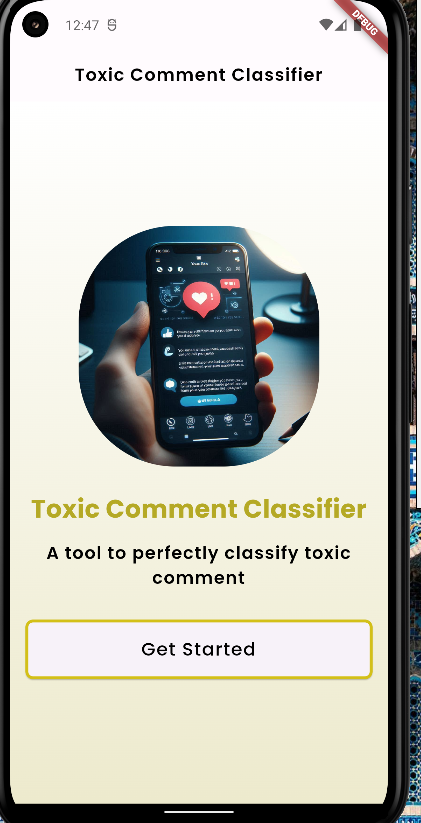 12:47
DEBUG
Toxic Comment Classifier
Toxic Comment Classifier
A tool to perfectly classify toxic
comment
Get Started